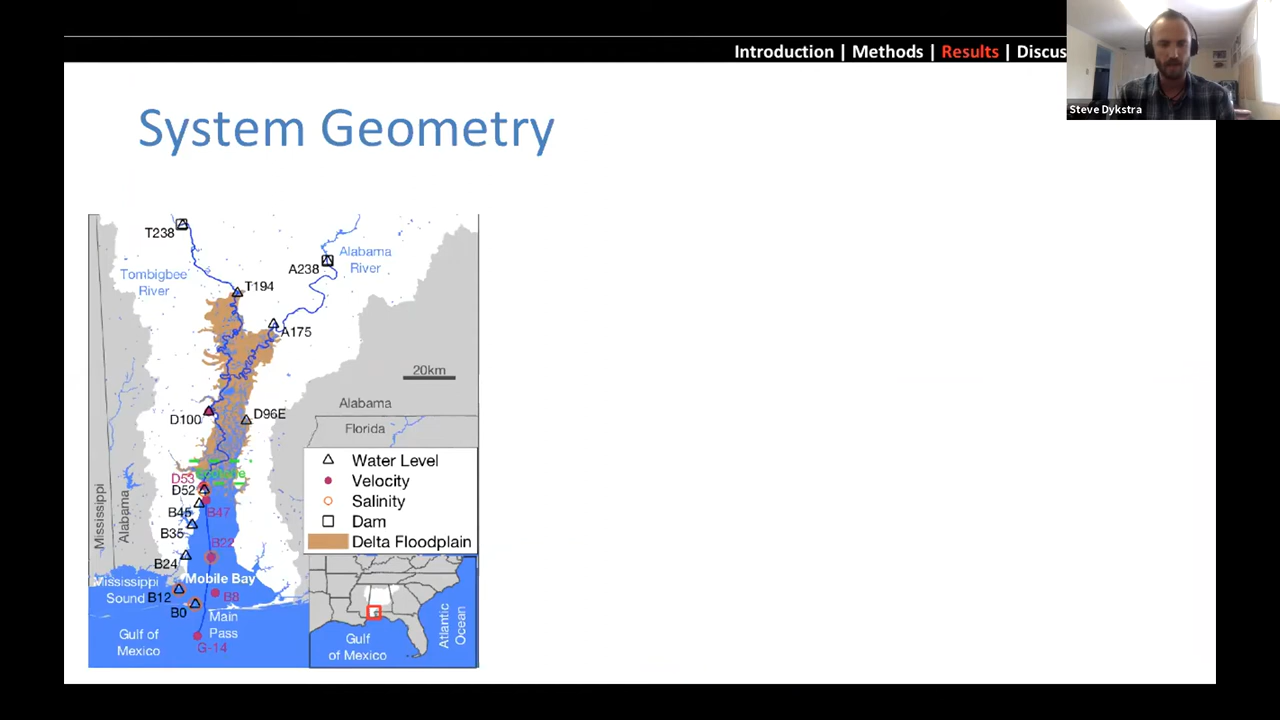 Introduction | Methods | Results | Discus
Steve Dykstra
System Geometry
T238
Alabama
River
A238
Tombigbee
River
T194
A175
20km
D100
D96E
Alabama
Florida
Water Level
D53
Velocity
D52
Salinity
B45
B47
Dam
B35
Delta Floodplain
B22
B24
Mississippi
Alabama
Mississippi
Sound
Mobile Bay
B12
B8
B0
Main
Pass
Gulf of
Mexico
G-14
Gulf
of Mexico
Atlantic
Ocean